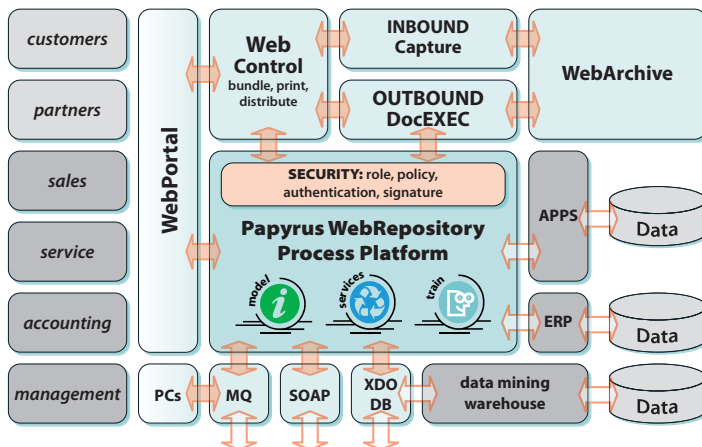 customers
partners
sales
service
accounting
management
WebPortal
PCs
Web
Control
bundle, print,
distribute
INBOUND
Capture
OUTBOUND
DocEXEC
WebArchive
SECURITY: role, policy,
authentication, signature
Papyrus WebRepository
Process Platform
model
services
train
APPS
Data
ERP
Data
MQ
SOAP
XDO
DB
data mining
warehouse
Data